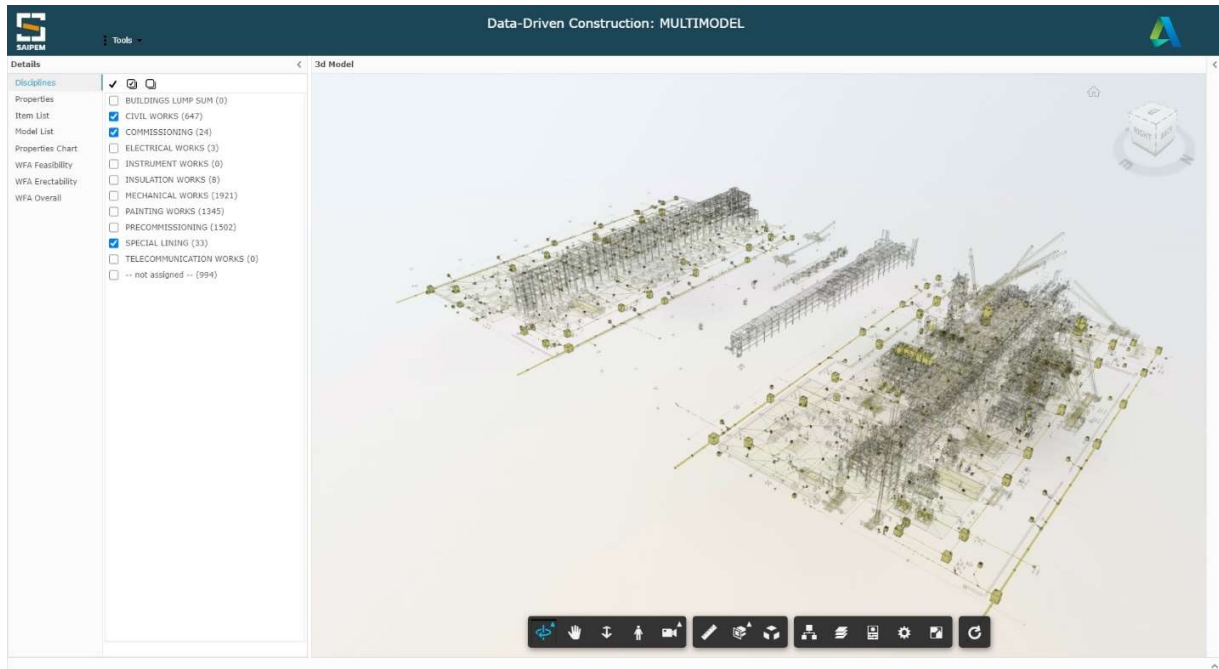 Data-Driven Construction: MULTIMODEL
SAIPEM
Tools
Details
3d Model
Disciplines
Properties
Item List
Model List
Properties Chart
WFA Feasibility
WFA Erectability
WFA Overall
BUILDINGS LUMP SUM (0)
CIVIL WORKS (647)
COMMISSIONING (24)
ELECTRICAL WORKS (3)
INSTRUMENT WORKS (0)
INSULATION WORKS (8)
MECHANICAL WORKS (1921)
PAINTING WORKS (1345)
PRECOMMISSIONING (1502)
SPECIAL LINING (33)
TELECOMMUNICATION WORKS (0)
-- not assigned -- (994)
RIGHT
BACK
E
N